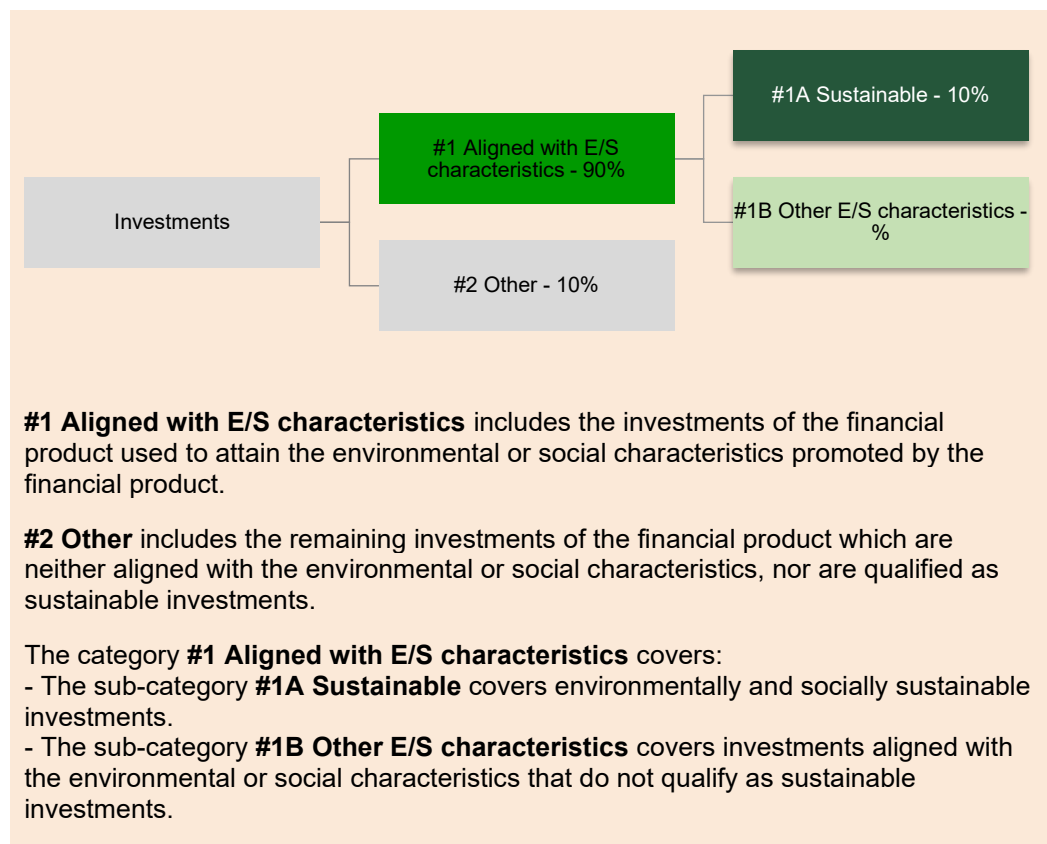 #1A Sustainable - 10%
#1 Aligned with E/S
characteristics - 90%
Investments
#1B Other E/S characteristics -
%
#2 Other - 10%
#1 Aligned with E/S characteristics includes the investments of the financial
product used to attain the environmental or social characteristics promoted by the
financial product.
#2 Other includes the remaining investments of the financial product which are
neither aligned with the environmental or social characteristics, nor are qualified as
sustainable investments.
The category #1 Aligned with E/S characteristics covers:
- The sub-category #1A Sustainable covers environmentally and socially sustainable
investments.
- The sub-category #1B Other E/S characteristics covers investments aligned with
the environmental or social characteristics that do not qualify as sustainable
investments.